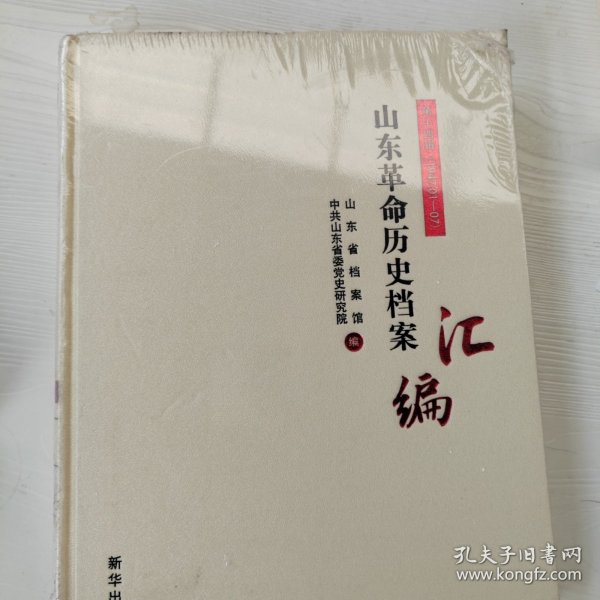 山东革命历史档案
汇编
山东省档案馆
中共山东省委党史研究院
编
新华出
孔夫子旧书网
www.kongfz.com